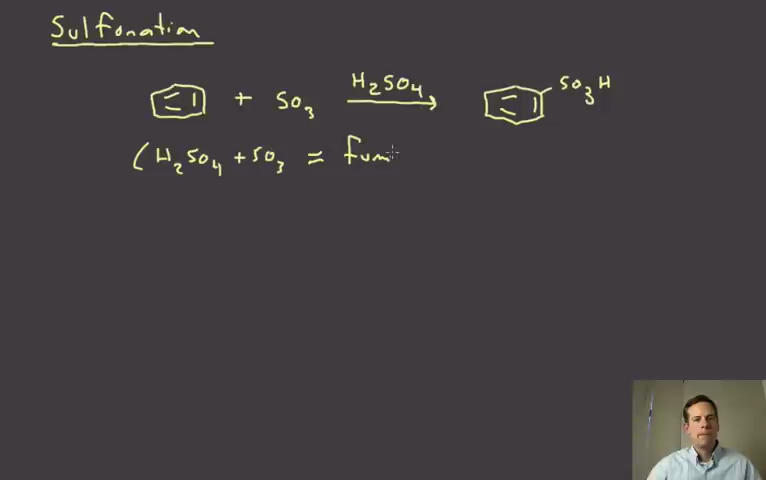 Sulfonation
+ SO3 H2SO4 SO3H
(H2SO4 + SO3 = fum